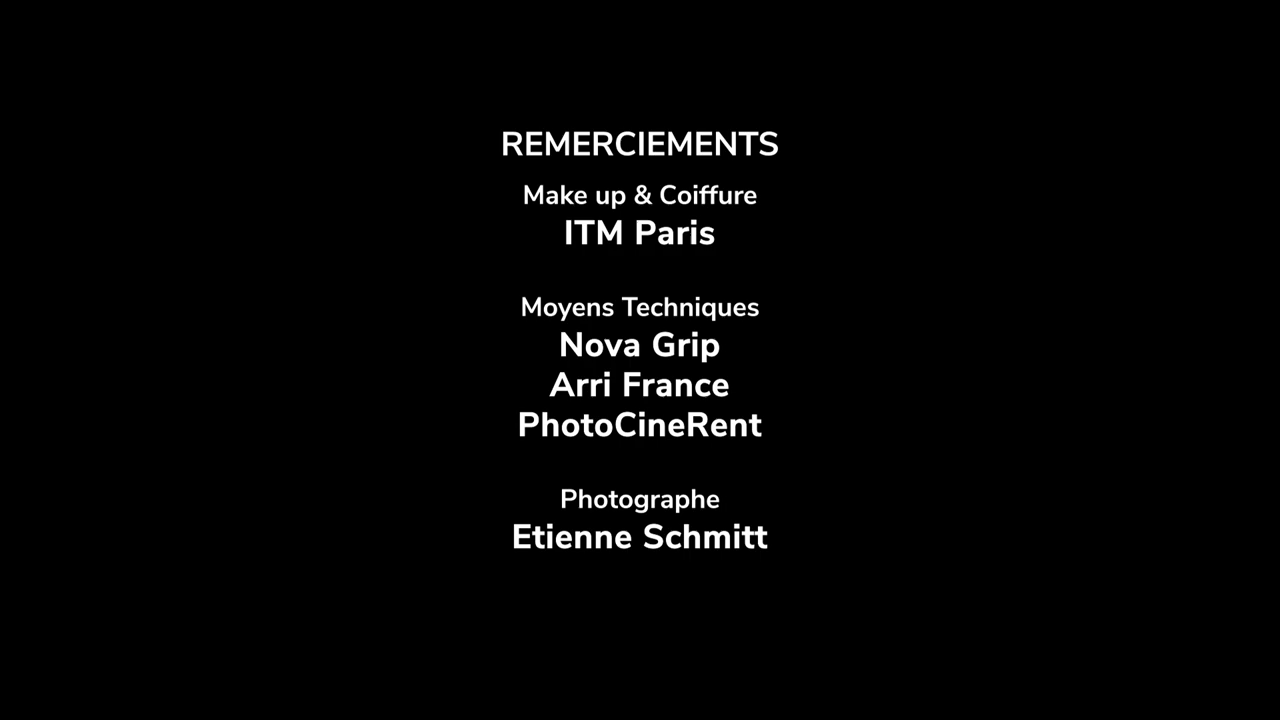 REMERCIEMENTS
Make up & Coiffure
ITM Paris
Moyens Techniques
Nova Grip
Arri France
PhotoCineRent
Photographe
Etienne Schmitt